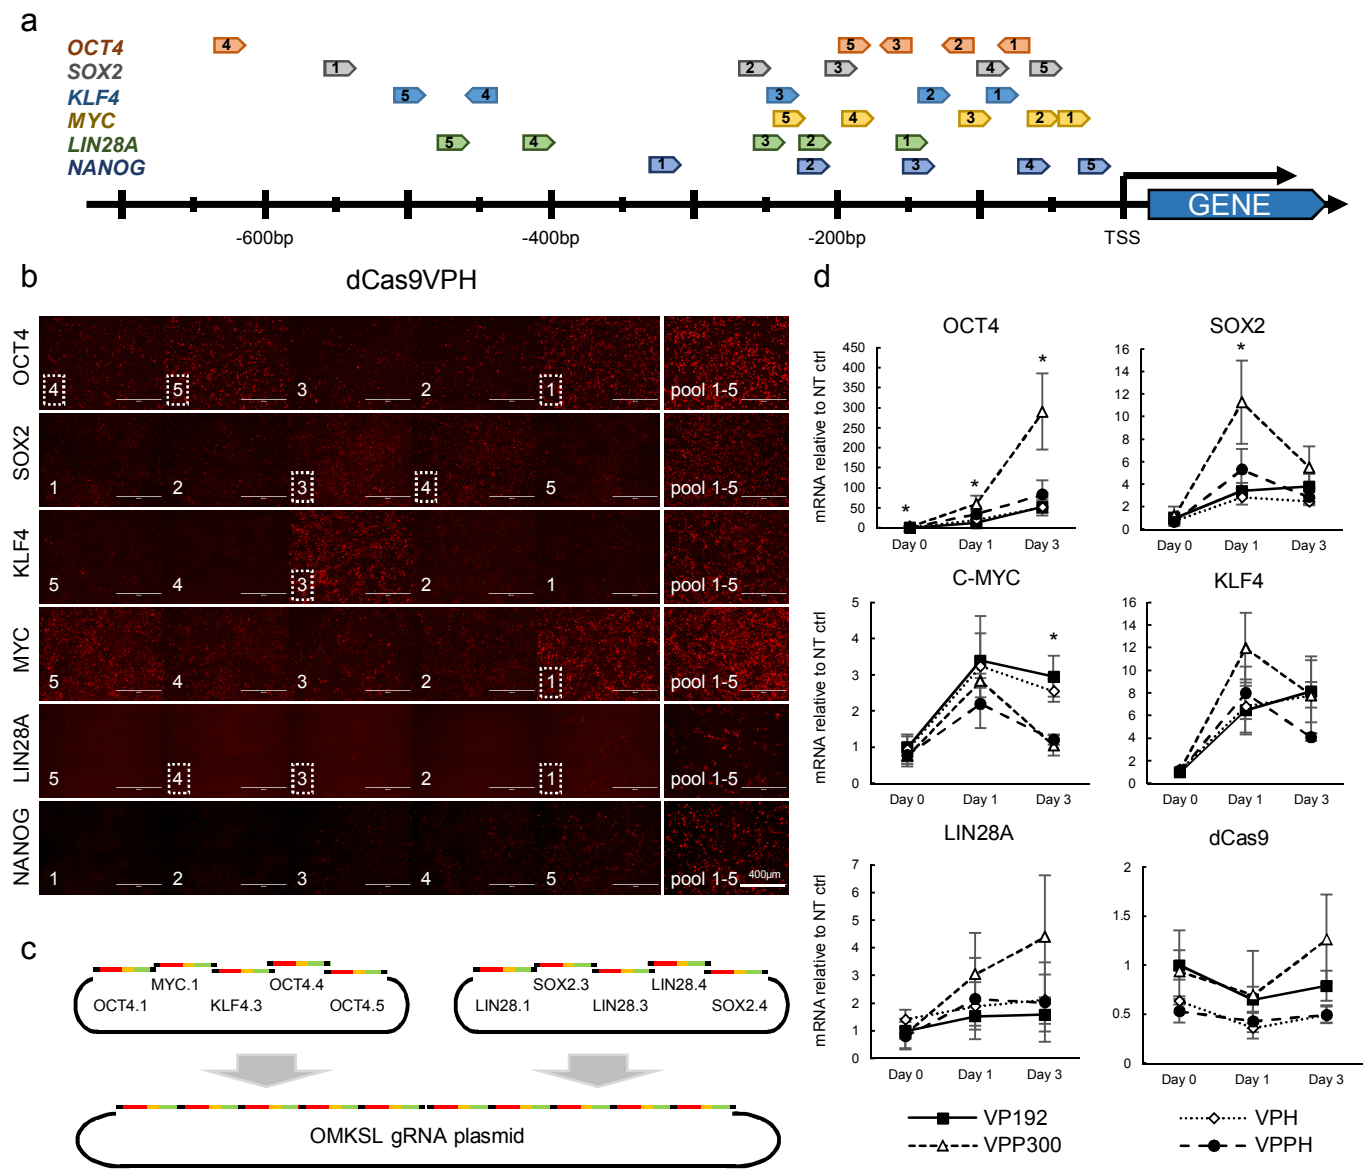 a
OCT4 4 5 3 2 1
SOX2 1 2 3 4 5
KLF4 5 4 3 2 1
MYC 5 4 3 2 1
LIN28A 5 4 3 2 1
NANOG 1 2 3 4 5
GENE
-600bp -400bp -200bp TSS
b
dCas9VPH
OCT4 4 5 3 2 1 pool 1-5
SOX2 1 2 3 4 5 pool 1-5
KLF4 5 4 3 2 1 pool 1-5
MYC 5 4 3 2 1 pool 1-5
LIN28A 5 4 3 2 1 pool 1-5
NANOG 1 2 3 4 5 pool 1-5
400µm
c
MYC.1 OCT4.4
OCT4.1 KLF4.3 OCT4.5
SOX2.3 LIN28.4
LIN28.1 LIN28.3 SOX2.4
OMKSL gRNA plasmid
d
OCT4
mRNA relative to NT ctrl
450
400
350
300
250
200
150
100
50
0
* * *
Day 0 Day 1 Day 3
SOX2
16
14
12
10
8
6
4
2
0
*
Day 0 Day 1 Day 3
C-MYC
mRNA relative to NT ctrl
5
4
3
2
1
0
*
Day 0 Day 1 Day 3
KLF4
16
14
12
10
8
6
4
2
0
Day 0 Day 1 Day 3
LIN28A
mRNA relative to NT ctrl
7
6
5
4
3
2
1
0
Day 0 Day 1 Day 3
dCas9
2
1.5
1
0.5
0
Day 0 Day 1 Day 3
VP192 VPH
VPP300 VPPH